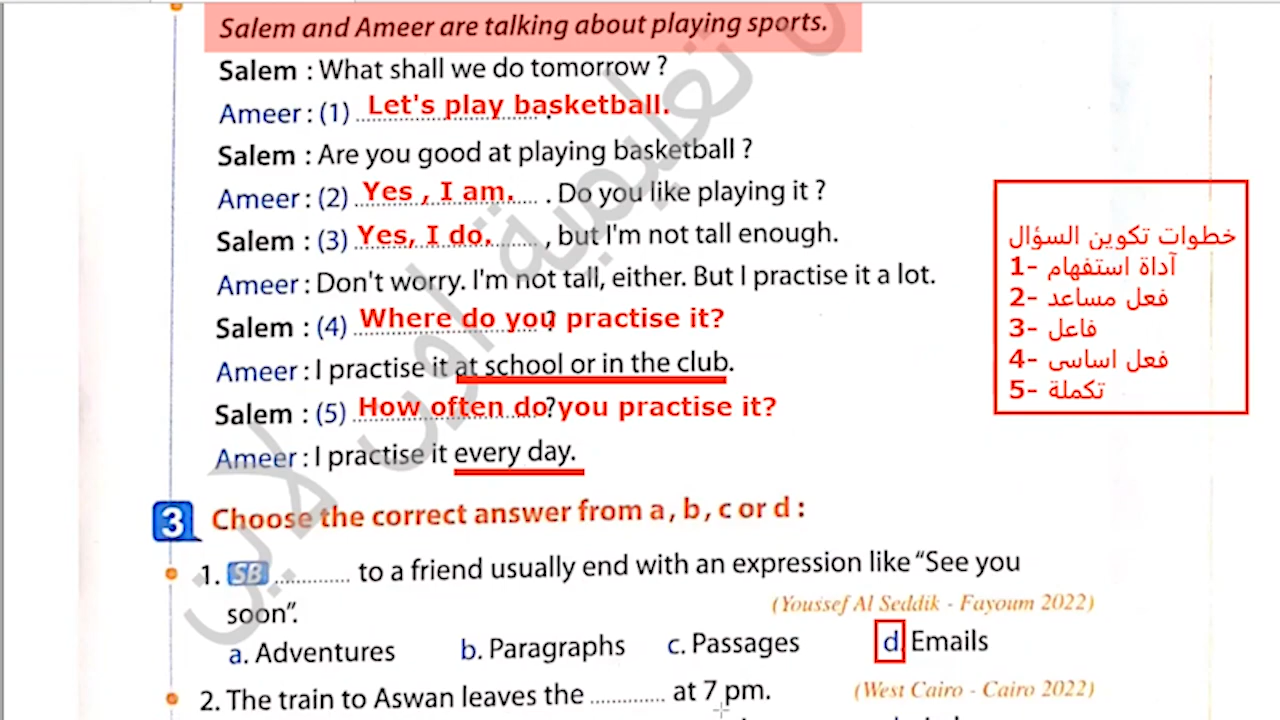 Salem and Ameer are talking about playing sports.
Salem : What shall we do tomorrow ?
Ameer : (1) Let's play basketball.
Salem : Are you good at playing basketball ?
Ameer : (2) Yes , I am. . Do you like playing it ?
Salem : (3) Yes, I do. , but I'm not tall enough.
Ameer : Don't worry. I'm not tall, either. But I practise it a lot.
Salem : (4) Where do you practise it?
Ameer : I practise it at school or in the club.
Salem : (5) How often do you practise it?
Ameer : I practise it every day.
خطوات تكوين السؤال
1- آداة استفهام
2- فعل مساعد
3- فاعل
4- فعل اساسى
5- تكملة
3 Choose the correct answer from a , b , c or d :
1. SB ............ to a friend usually end with an expression like “See you
soon”. (Youssef Al Seddik - Fayoum 2022)
a. Adventures b. Paragraphs c. Passages d. Emails
2. The train to Aswan leaves the ............ at 7 pm. (West Cairo - Cairo 2022)